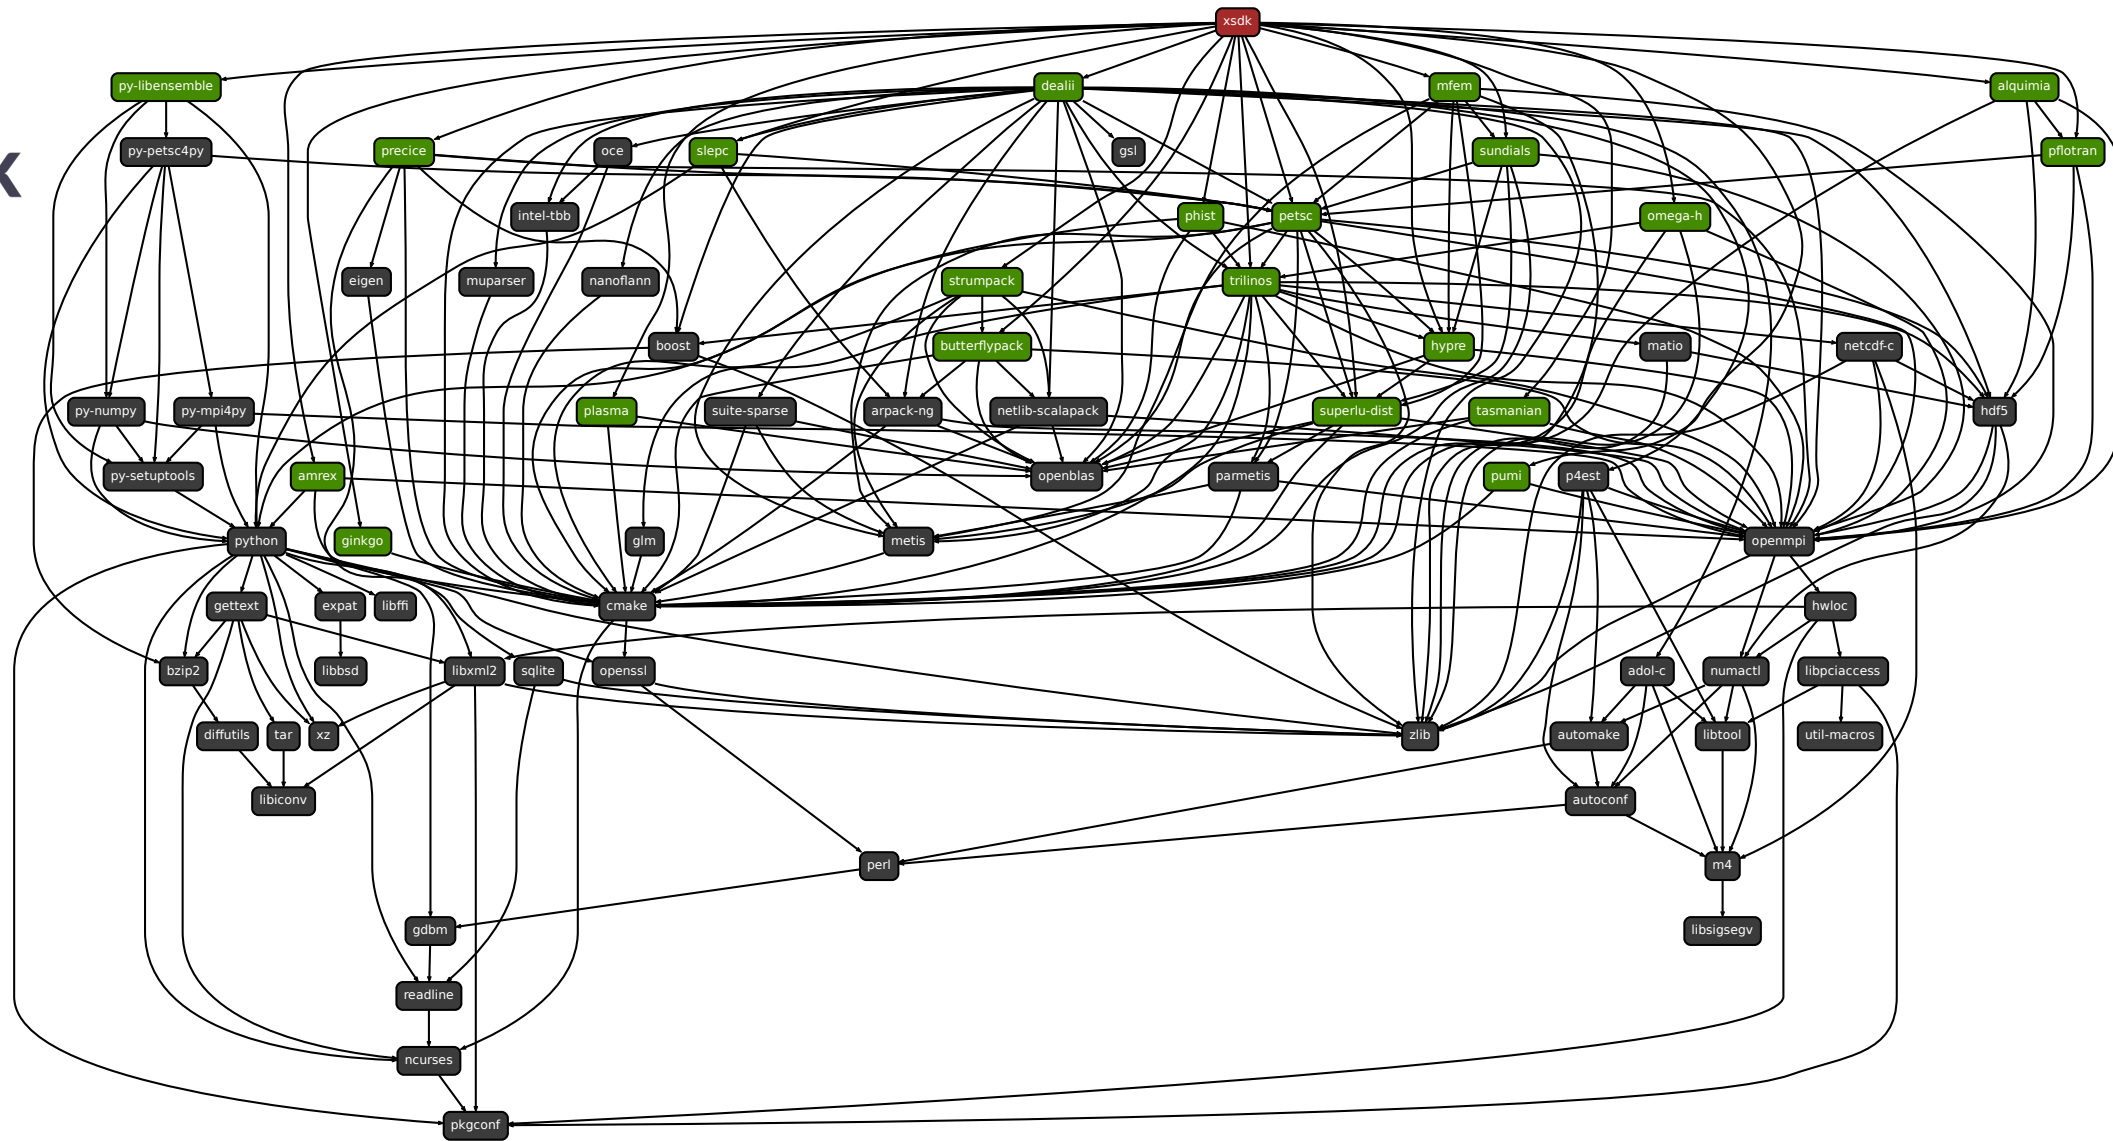 xsdk
py-libensemble
dealii
mfem
alquimia
py-petsc4py
precice
oce
slepc
gsl
sundials
pflotran
intel-tbb
phist
petsc
omega-h
eigen
muparser
nanoflann
strumpack
trilinos
boost
butterflypack
hypre
matio
netcdf-c
py-numpy
py-mpi4py
plasma
suite-sparse
arpack-ng
netlib-scalapack
superlu-dist
tasmanian
hdf5
py-setuptools
amrex
openblas
parmetis
pumi
p4est
python
ginkgo
glm
metis
openmpi
gettext
expat
libffi
cmake
hwloc
bzip2
libbsd
libxml2
sqlite
openssl
adol-c
numactl
libpciaccess
diffutils
tar
xz
zlib
automake
libtool
util-macros
libiconv
autoconf
perl
m4
gdbm
libsigsegv
readline
ncurses
pkgconf